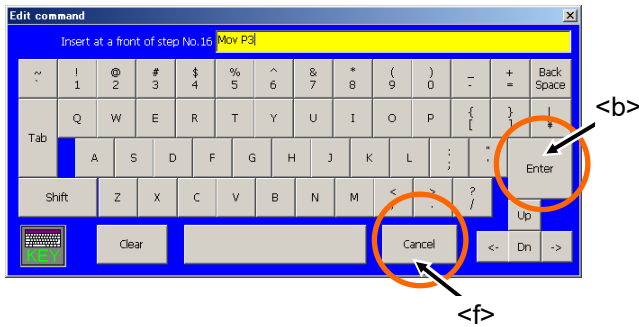 Edit command
Insert at a front of step No.16 Mov P3
~ ! @ # $ % ^ & * ( ) _ + Back
` 1 2 3 4 5 6 7 8 9 0 - = Space
<b>
Tab Q W E R T Y U I O P { } |
[ ] ¥
A S D F G H J K L : " Enter
; '
Shift Z X C V B N M < > ?
, . /
Up
KEY Clear Cancel <- Dn ->
<f>